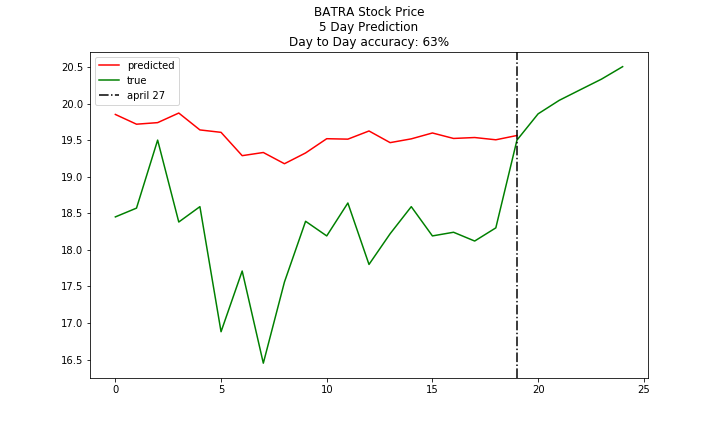 BATRA Stock Price
5 Day Prediction
Day to Day accuracy: 63%
predicted
true
april 27
20.5
20.0
19.5
19.0
18.5
18.0
17.5
17.0
16.5
0 5 10 15 20 25